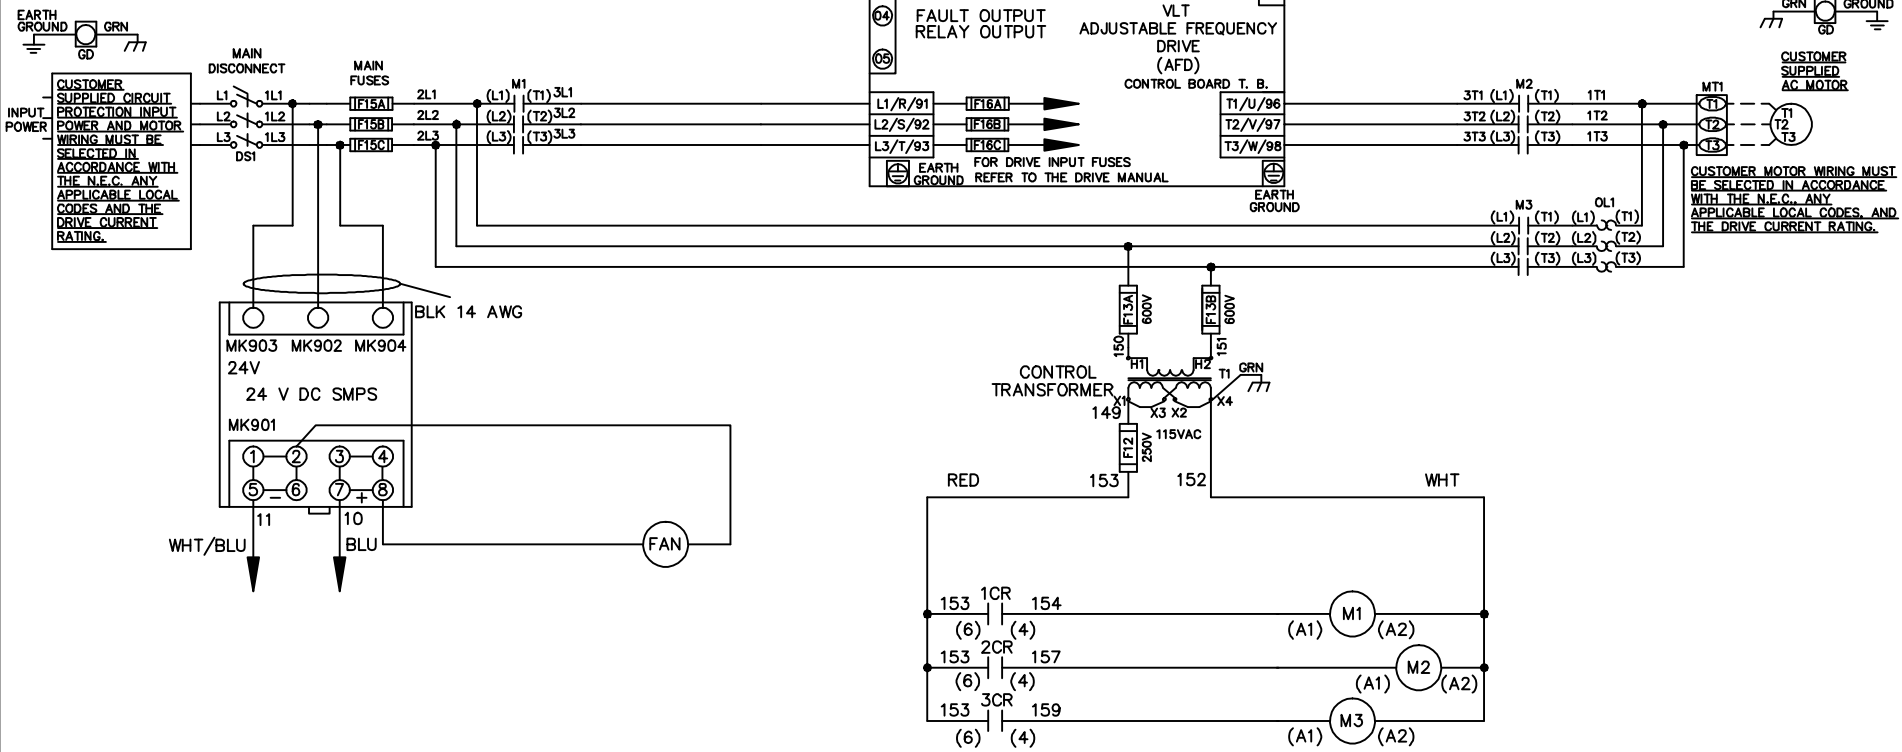 EARTH
GROUND
GRN
GD
MAIN
DISCONNECT
MAIN
FUSES
INPUT
POWER
CUSTOMER
SUPPLIED CIRCUIT
PROTECTION INPUT
POWER AND MOTOR
WIRING MUST BE
SELECTED IN
ACCORDANCE WITH
THE N.E.C. ANY
APPLICABLE LOCAL
CODES AND THE
DRIVE CURRENT
RATING.
L1 1L1
L2 1L2
L3 1L3
DS1
F15A
F15B
F15C
2L1
2L2
2L3
M1
(L1) (T1) 3L1
(L2) (T2) 3L2
(L3) (T3) 3L3
04
05
FAULT OUTPUT
RELAY OUTPUT
VLT
ADJUSTABLE FREQUENCY
DRIVE
(AFD)
CONTROL BOARD T. B.
L1/R/91
L2/S/92
L3/T/93
F16A
F16B
F16C
T1/U/96
T2/V/97
T3/W/98
EARTH
GROUND
FOR DRIVE INPUT FUSES
REFER TO THE DRIVE MANUAL
EARTH
GROUND
M2
3T1 (L1) (T1) 1T1
3T2 (L2) (T2) 1T2
3T3 (L3) (T3) 1T3
GRN
GROUND
GD
CUSTOMER
SUPPLIED
AC MOTOR
MT1
T1
T2
T3
T1
T2
T3
CUSTOMER MOTOR WIRING MUST
BE SELECTED IN ACCORDANCE
WITH THE N.E.C., ANY
APPLICABLE LOCAL CODES, AND
THE DRIVE CURRENT RATING.
M3
OL1
(L1) (T1) (L1) (T1)
(L2) (T2) (L2) (T2)
(L3) (T3) (L3) (T3)
BLK 14 AWG
MK903 MK902 MK904
24V
24 V DC SMPS
MK901
1 2 3 4
5 - 6 7 + 8
11
10
WHT/BLU
BLU
FAN
F13A
600V
F13B
600V
150
151
H1 H2
CONTROL
TRANSFORMER
T1
GRN
X1 X3 X2 X4
149
115VAC
F12
250V
153
152
RED
WHT
153 1CR 154
(6) (4)
M1
(A1) (A2)
153 2CR 157
(6) (4)
M2
(A1) (A2)
153 3CR 159
(6) (4)
M3
(A1) (A2)